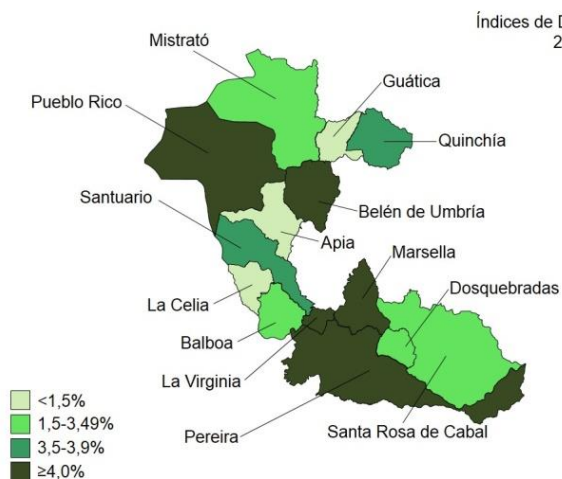 Índices de D
2
Mistrató
Guática
Pueblo Rico
Quinchía
Santuario
Belén de Umbría
Apia
Marsella
Dosquebradas
La Celia
Balboa
La Virginia
Pereira
Santa Rosa de Cabal
<1,5%
1,5-3,49%
3,5-3,9%
≥4,0%